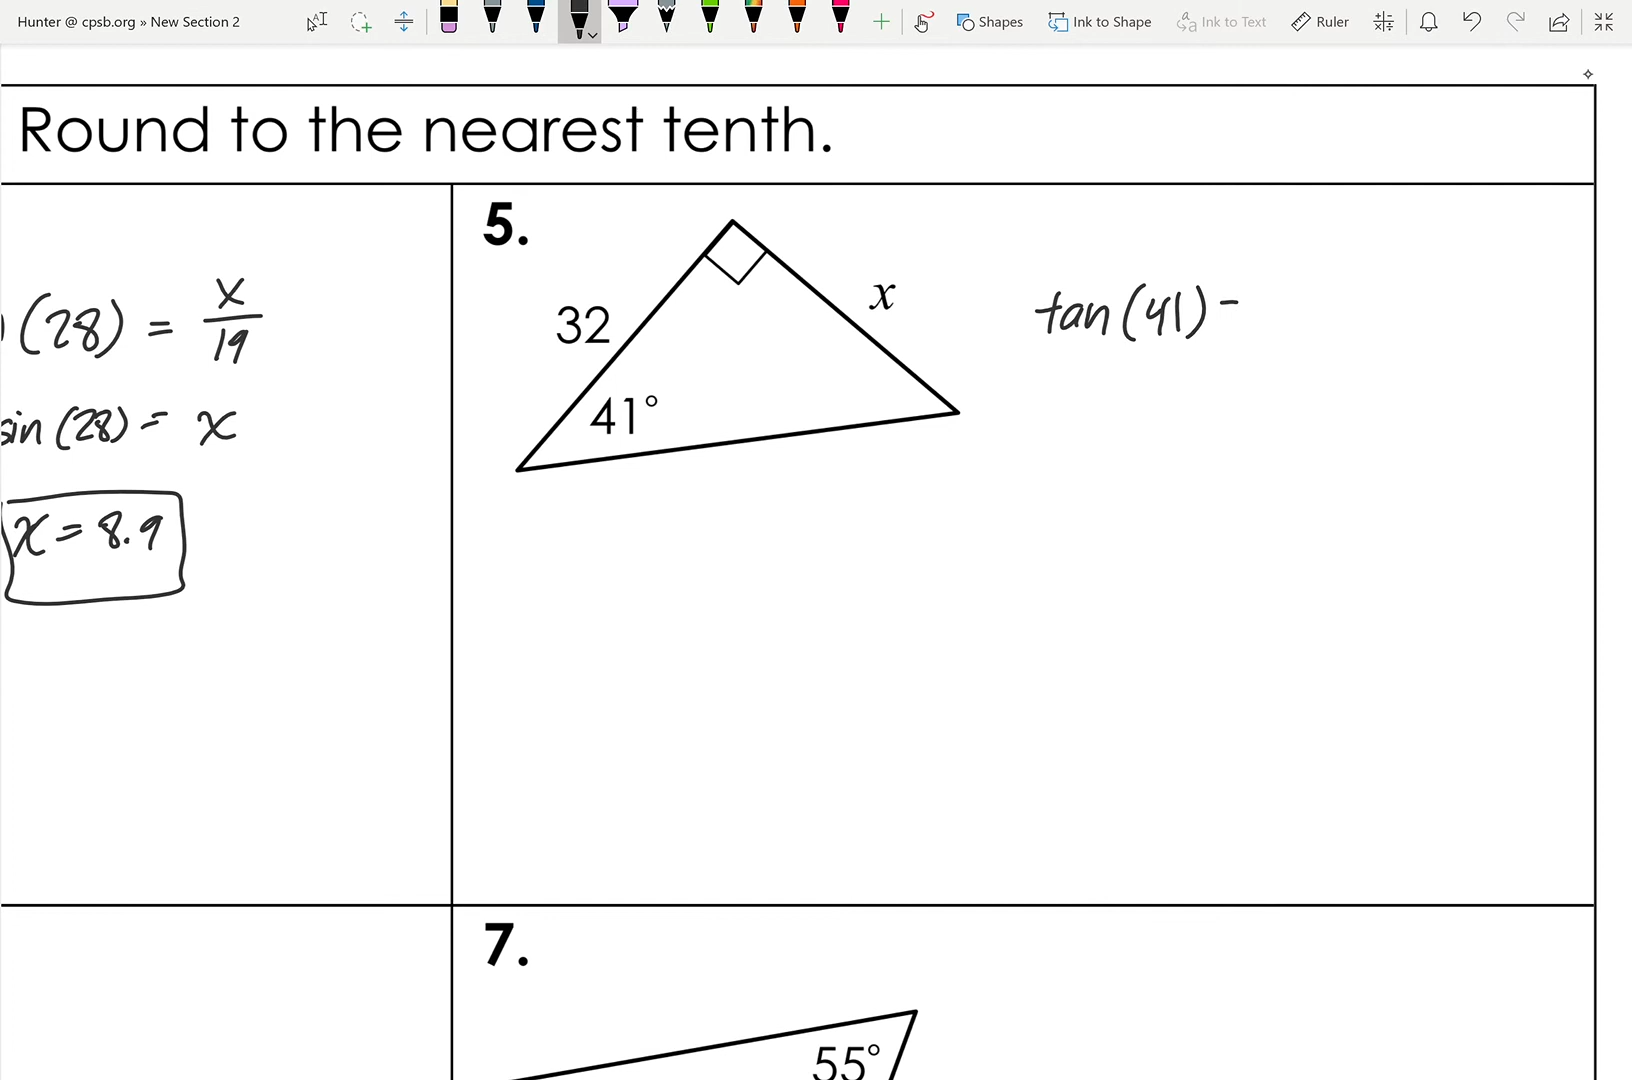 Hunter @ cpsb.org » New Section 2
Shapes
Ink to Shape
Ink to Text
Ruler
Round to the nearest tenth.
(28) = x/19
sin (28) = x
x = 8.9
5.
32
x
41°
tan (41) -
7.
55°